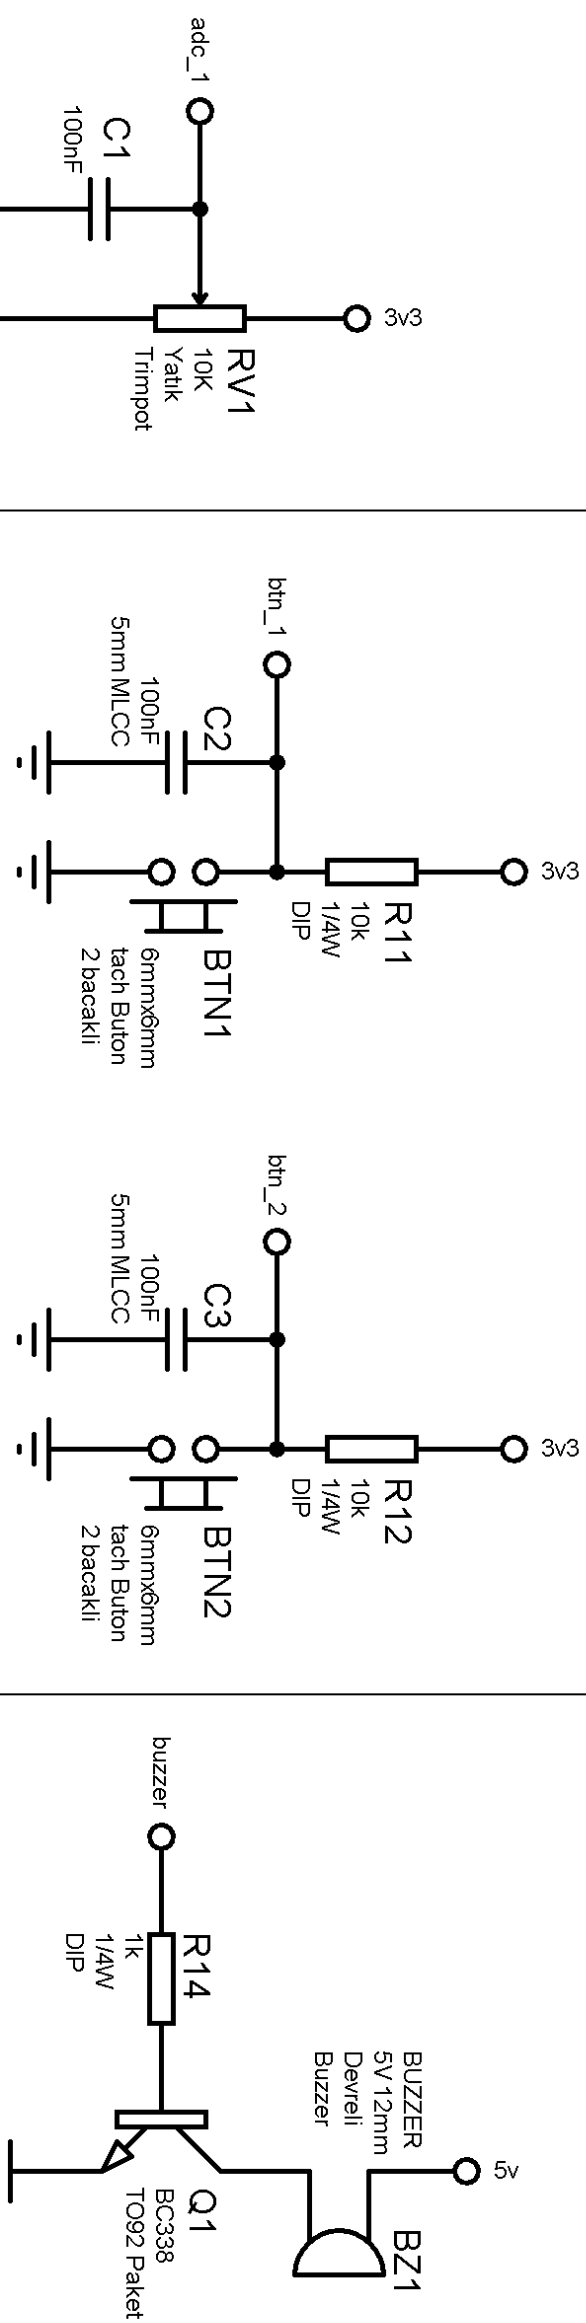 adc_1
C1
100nF
3v3
RV1
10K
Yatık
Trimpot
btn_1
C2
100nF
5mm MLCC
3v3
R11
10k
1/4W
DIP
BTN1
6mmx6mm
tach Buton
2 bacakli
btn_2
C3
100nF
5mm MLCC
3v3
R12
10k
1/4W
DIP
BTN2
6mmx6mm
tach Buton
2 bacakli
buzzer
R14
1k
1/4W
DIP
BUZZER
5V 12mm
Devreli
Buzzer
5v
BZ1
Q1
BC338
TO92 Paket